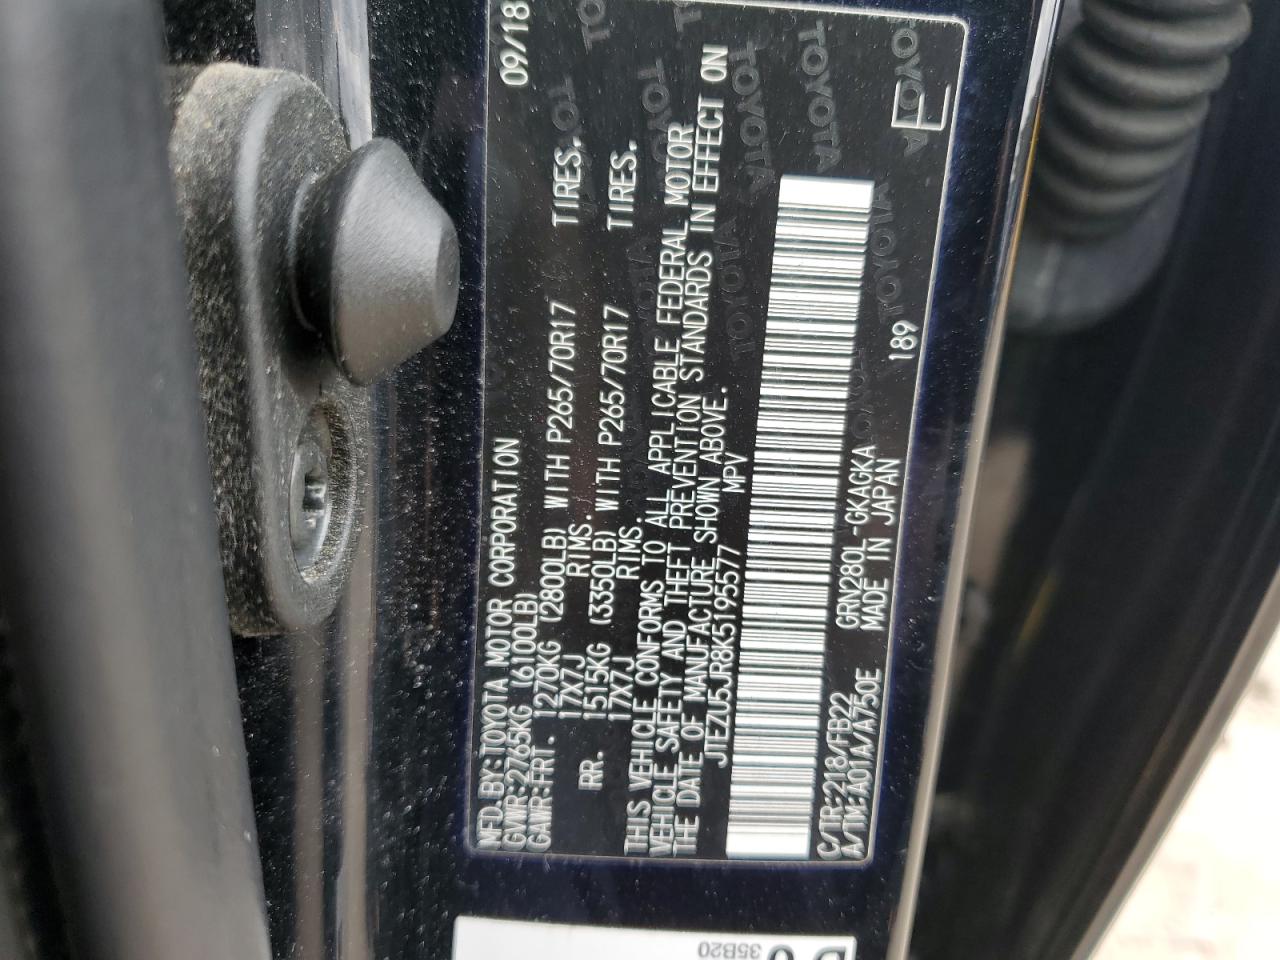 MFD.BY:TOYOTA MOTOR CORPORATION 09/18
GVWR:2765KG (6100LB)
GAWR:FRT. 1270KG (2800LB) WITH P265/70R17 TIRES.
17X7J RIMS.
RR. 1515KG (3350LB) WITH P265/70R17 TIRES.
17X7J RIMS.
THIS VEHICLE CONFORMS TO ALL APPLICABLE FEDERAL MOTOR
VEHICLE SAFETY AND THEFT PREVENTION STANDARDS IN EFFECT ON
THE DATE OF MANUFACTURE SHOWN ABOVE.
JTEZU5JR8K5195577 MPV
C/TR:218/FB22 GRN280L-GKAGKA 189
A/TM:A01A/A750E MADE IN JAPAN E
TOYOTA
35B20